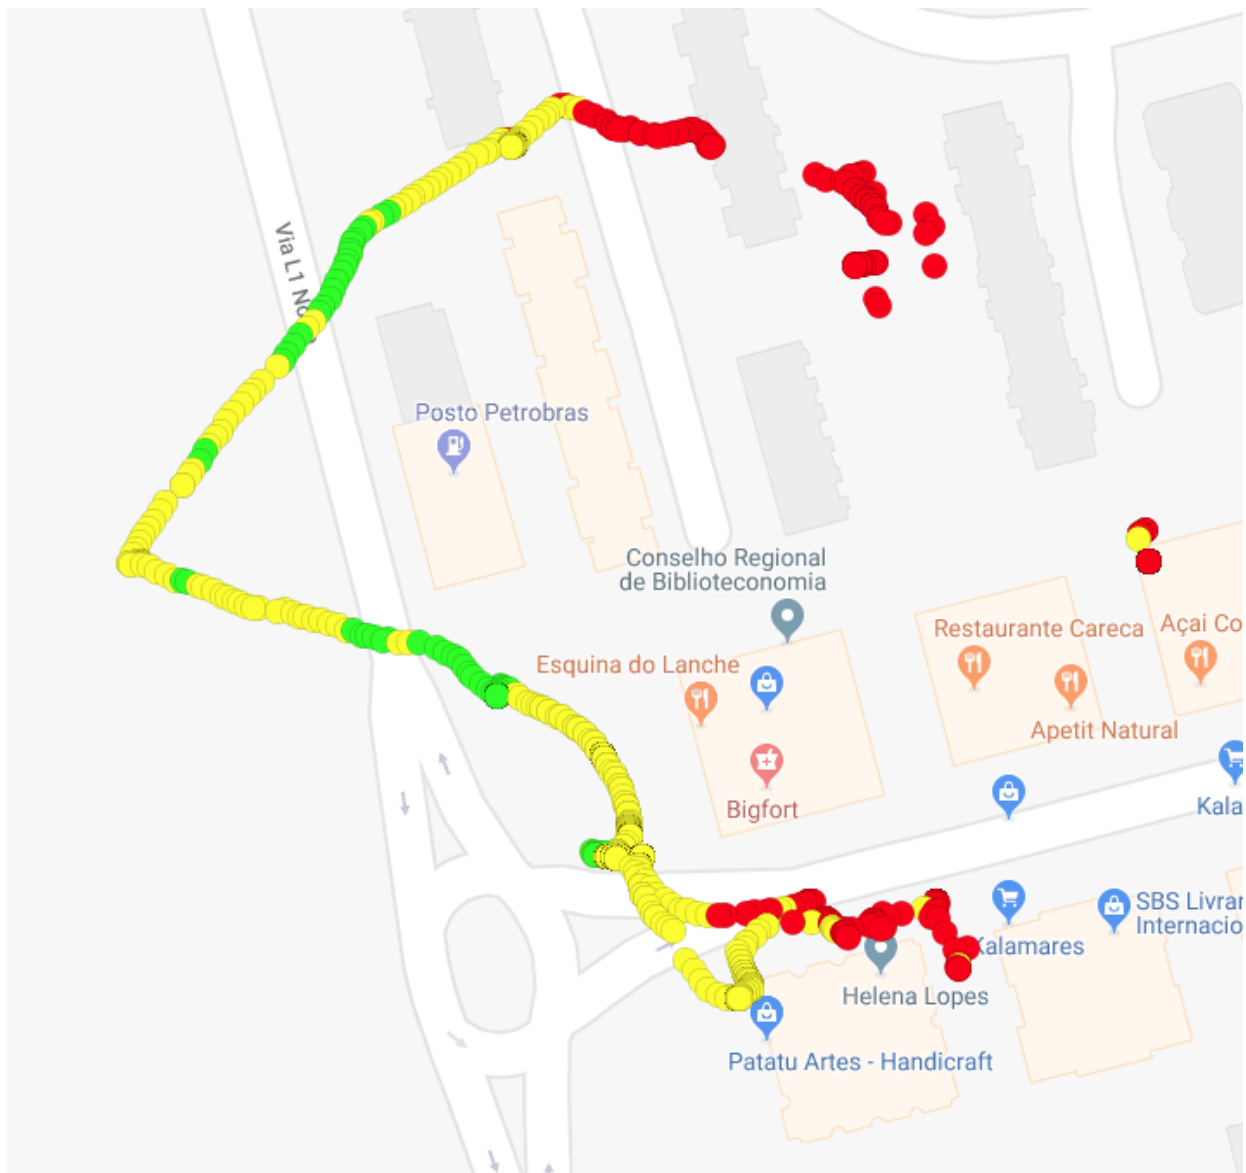 Via L1 No
Posto Petrobras
Conselho Regional
de Biblioteconomia
Restaurante Careca
Açai Co
Esquina do Lanche
Apetit Natural
Bigfort
Kala
SBS Livrar
Internacio
Kalamares
Helena Lopes
Patatu Artes - Handicraft